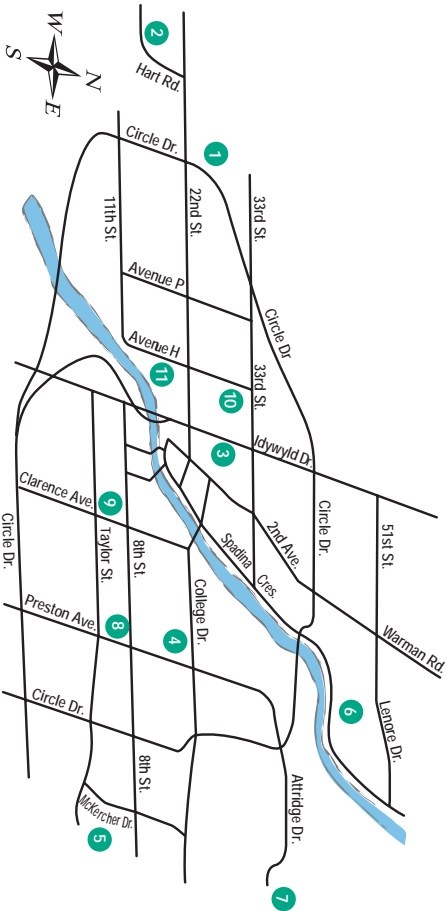 2
Hart Rd.
N
W
E
S
1
Circle Dr.
11th St.
22nd St.
33rd St.
Avenue P
Circle Dr
Avenue H
11
10
33rd St.
Idywyld Dr.
3
Circle Dr.
2nd Ave.
51st St.
Spadina
Cres.
Warman Rd.
Clarence Ave.
9
Taylor St.
8th St.
College Dr.
Circle Dr.
Preston Ave.
8
4
6
Lenore Dr.
Circle Dr.
8th St.
Attridge Dr.
McKercher Dr.
5
7